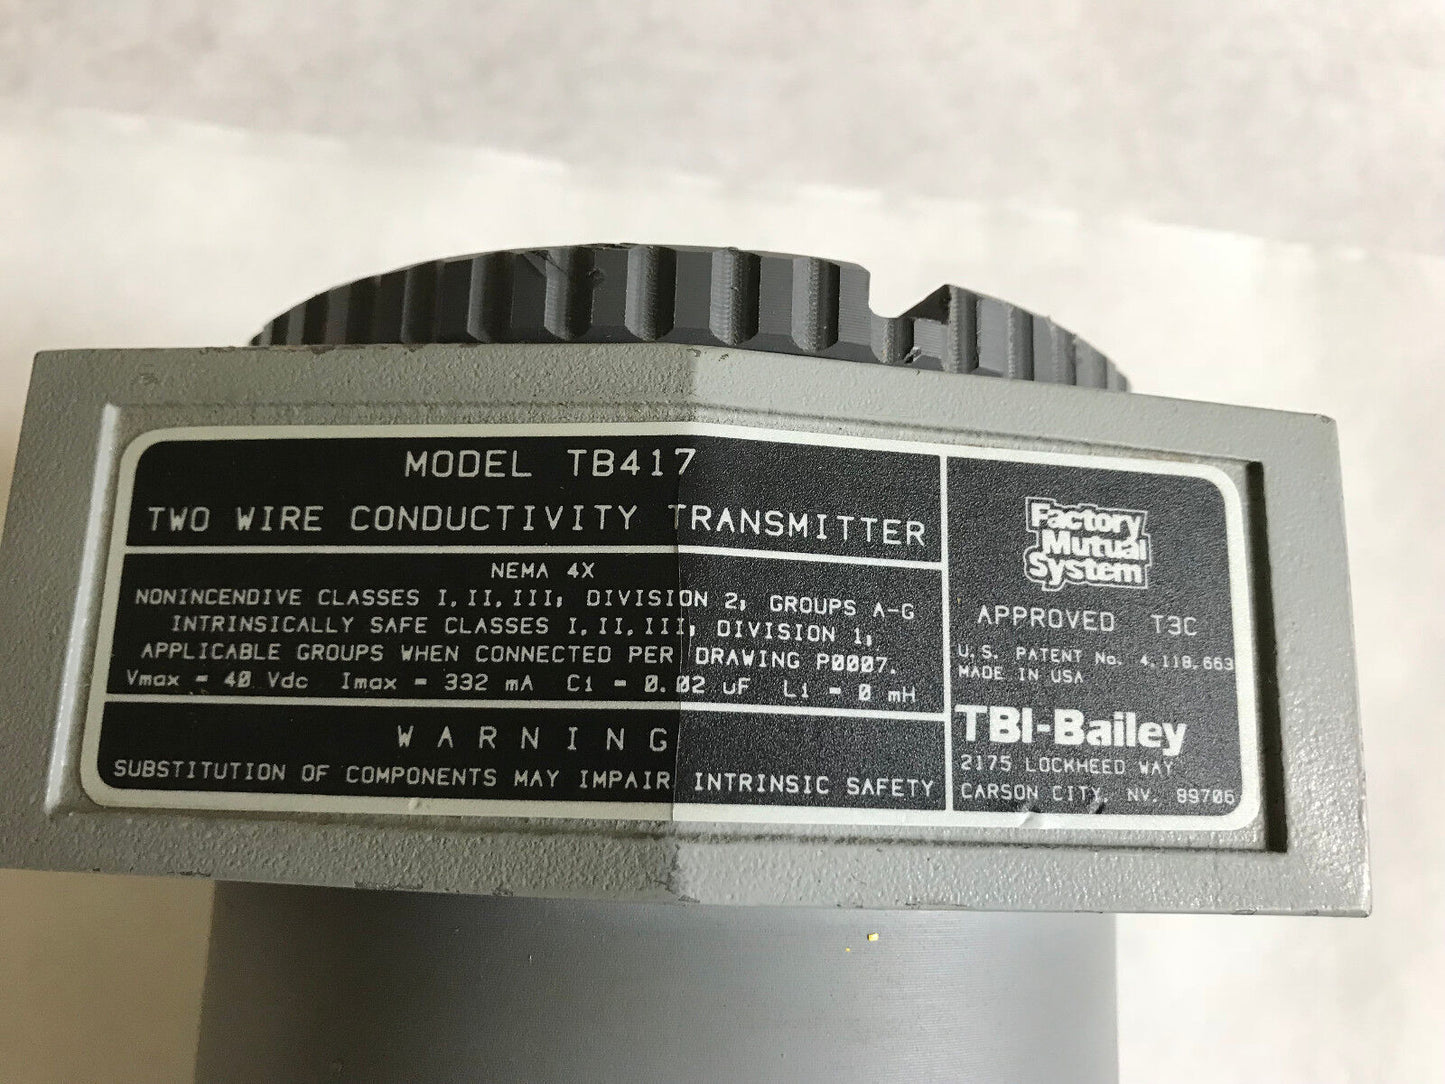 MODEL TB417
TWO WIRE CONDUCTIVITY TRANSMITTER
NEMA 4X
NONINCENDIVE CLASSES I, II, III, DIVISION 2, GROUPS A-G
INTRINSICALLY SAFE CLASSES I, II, III, DIVISION 1,
APPLICABLE GROUPS WHEN CONNECTED PER DRAWING P0007.
Vmax = 40 Vdc Imax = 332 mA Ci = 0.02 uF Li = 0 mH
WARNING
SUBSTITUTION OF COMPONENTS MAY IMPAIR INTRINSIC SAFETY
Factory
Mutual
System
APPROVED T3C
U.S. PATENT No. 4,118,663
MADE IN USA
TBI-Bailey
2175 LOCKHEED WAY
CARSON CITY, NV. 89706